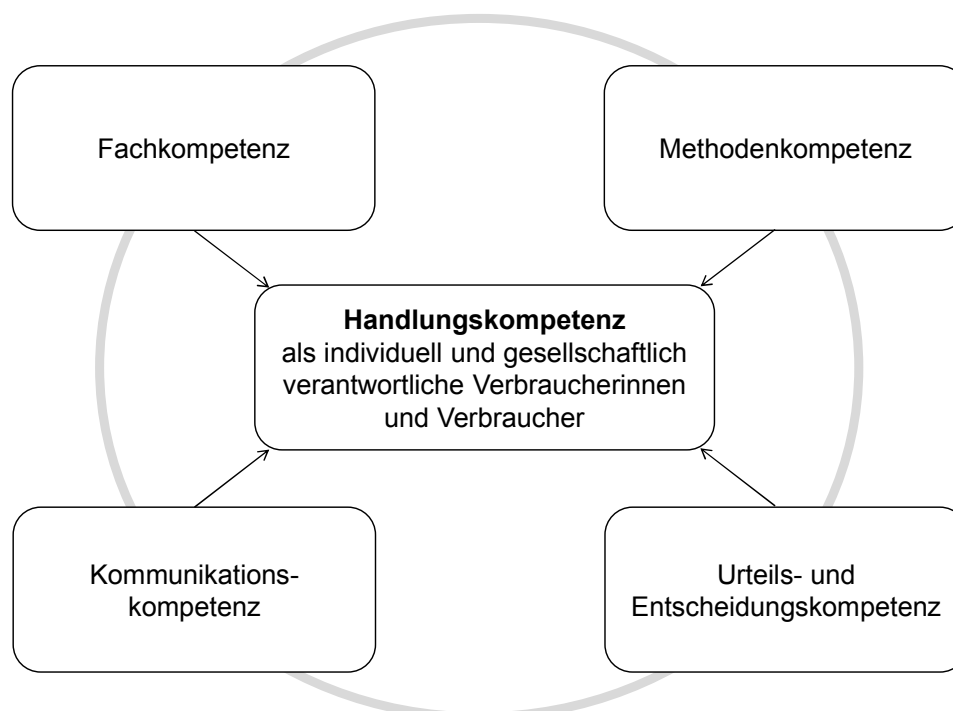 Fachkompetenz
Methodenkompetenz
Handlungskompetenz
als individuell und gesellschaftlich
verantwortliche Verbraucherinnen
und Verbraucher
Kommunikations-
kompetenz
Urteils- und
Entscheidungskompetenz